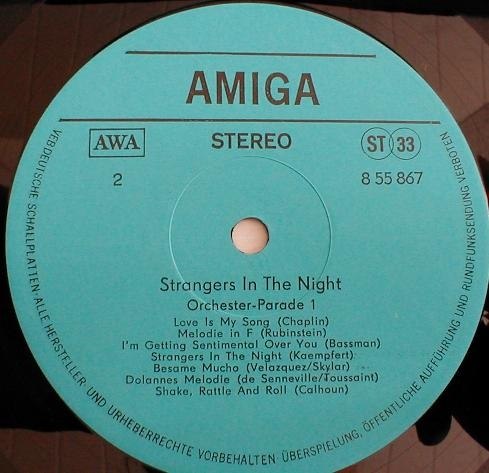 AMIGA
AWA
STEREO
ST 33
2
8 55 867
Strangers In The Night
Orchester-Parade 1
Love Is My Song (Chaplin)
Melodie in F (Rubinstein)
I'm Getting Sentimental Over You (Bassman)
Strangers In The Night (Kaempfert)
Besame Mucho (Velazquez/Skylar)
Dolannes Melodie (de Senneville/Toussaint)
Shake, Rattle And Roll (Calhoun)
VEB DEUTSCHE SCHALLPLATTEN · ALLE HERSTELLER- UND URHEBERRECHTE VORBEHALTEN · ÜBERSPIELUNG, ÖFFENTLICHE AUFFÜHRUNG UND RUNDFUNKSENDUNG VERBOTEN